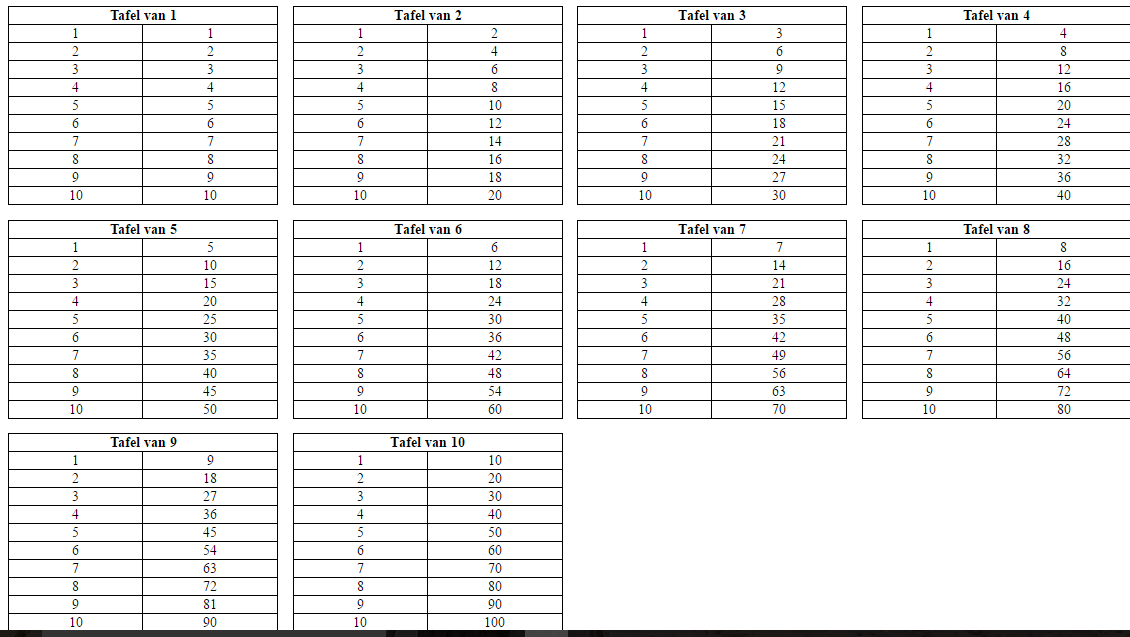 Tafel van 1 Tafel van 2 Tafel van 3 Tafel van 4
1 1 1 2 1 3 1 4
2 2 2 4 2 6 2 8
3 3 3 6 3 9 3 12
4 4 4 8 4 12 4 16
5 5 5 10 5 15 5 20
6 6 6 12 6 18 6 24
7 7 7 14 7 21 7 28
8 8 8 16 8 24 8 32
9 9 9 18 9 27 9 36
10 10 10 20 10 30 10 40
Tafel van 5 Tafel van 6 Tafel van 7 Tafel van 8
1 5 1 6 1 7 1 8
2 10 2 12 2 14 2 16
3 15 3 18 3 21 3 24
4 20 4 24 4 28 4 32
5 25 5 30 5 35 5 40
6 30 6 36 6 42 6 48
7 35 7 42 7 49 7 56
8 40 8 48 8 56 8 64
9 45 9 54 9 63 9 72
10 50 10 60 10 70 10 80
Tafel van 9 Tafel van 10
1 9 1 10
2 18 2 20
3 27 3 30
4 36 4 40
5 45 5 50
6 54 6 60
7 63 7 70
8 72 8 80
9 81 9 90
10 90 10 100